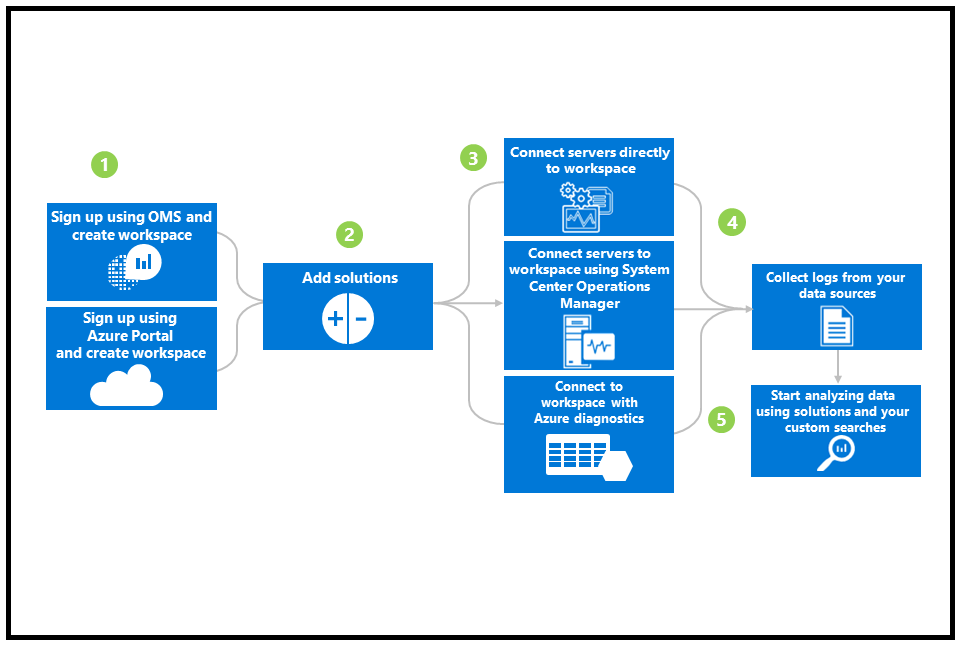 1
Sign up using OMS and
create workspace
Sign up using
Azure Portal
and create workspace
2
Add solutions
3
Connect servers directly
to workspace
Connect servers to
workspace using System
Center Operations
Manager
Connect to
workspace with
Azure diagnostics
4
Collect logs from your
data sources
5
Start analyzing data
using solutions and your
custom searches